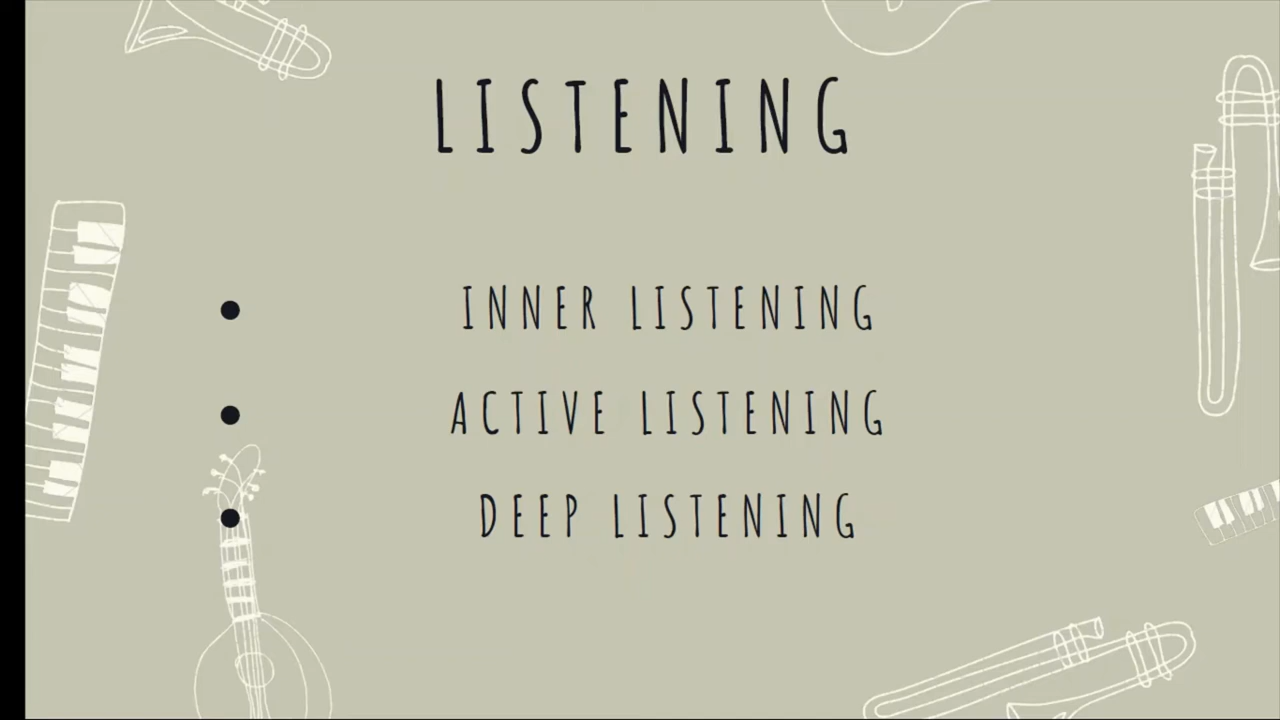 LISTENING
• INNER LISTENING
• ACTIVE LISTENING
• DEEP LISTENING